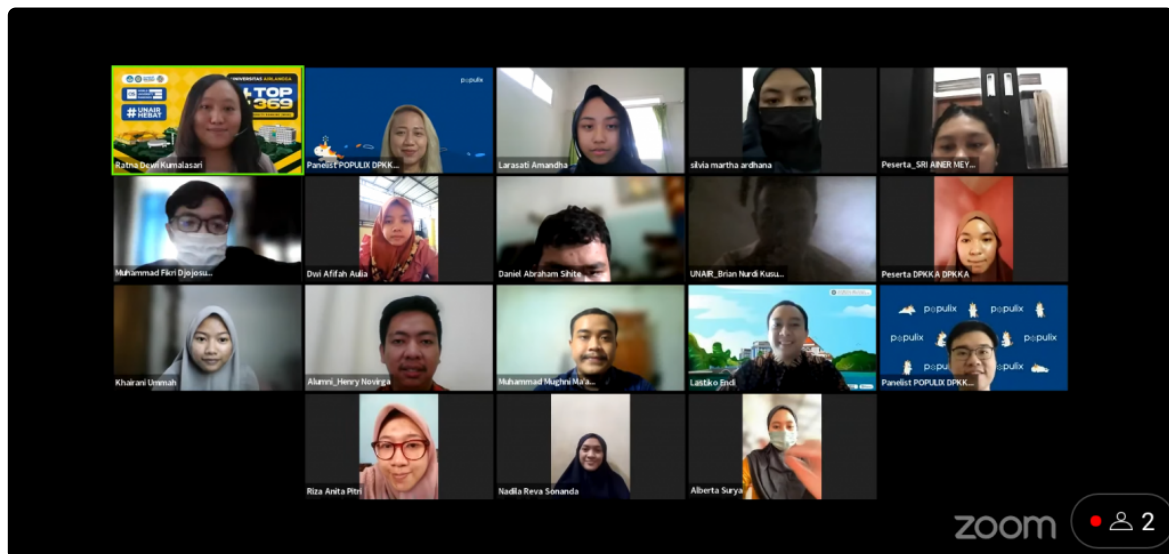 UNIVERSITAS AIRLANGGA
TOP
369
#UNAIR
HEBAT
Ratna Dewi Kumalasari
populix
Panelist POPULIX DPKK...
Larasati Amandha
silvia martha ardhana
Peserta_SRI AINER MEY...
Muhammad Fikri Djojosu...
Dwi Afifah Aulia
Daniel Abraham Sihite
UNAIR_Brian Nurdi Kusu...
Peserta DPKKA DPKKA
Khairani Ummah
Alumni_Henry Novirga
Muhammad Mughni Ma'a...
Lastiko Endi
populix populix
populix populix
Panelist POPULIX DPKK...
Riza Anita Pitri
Nadila Reva Sonanda
Alberta Surya
zoom
2